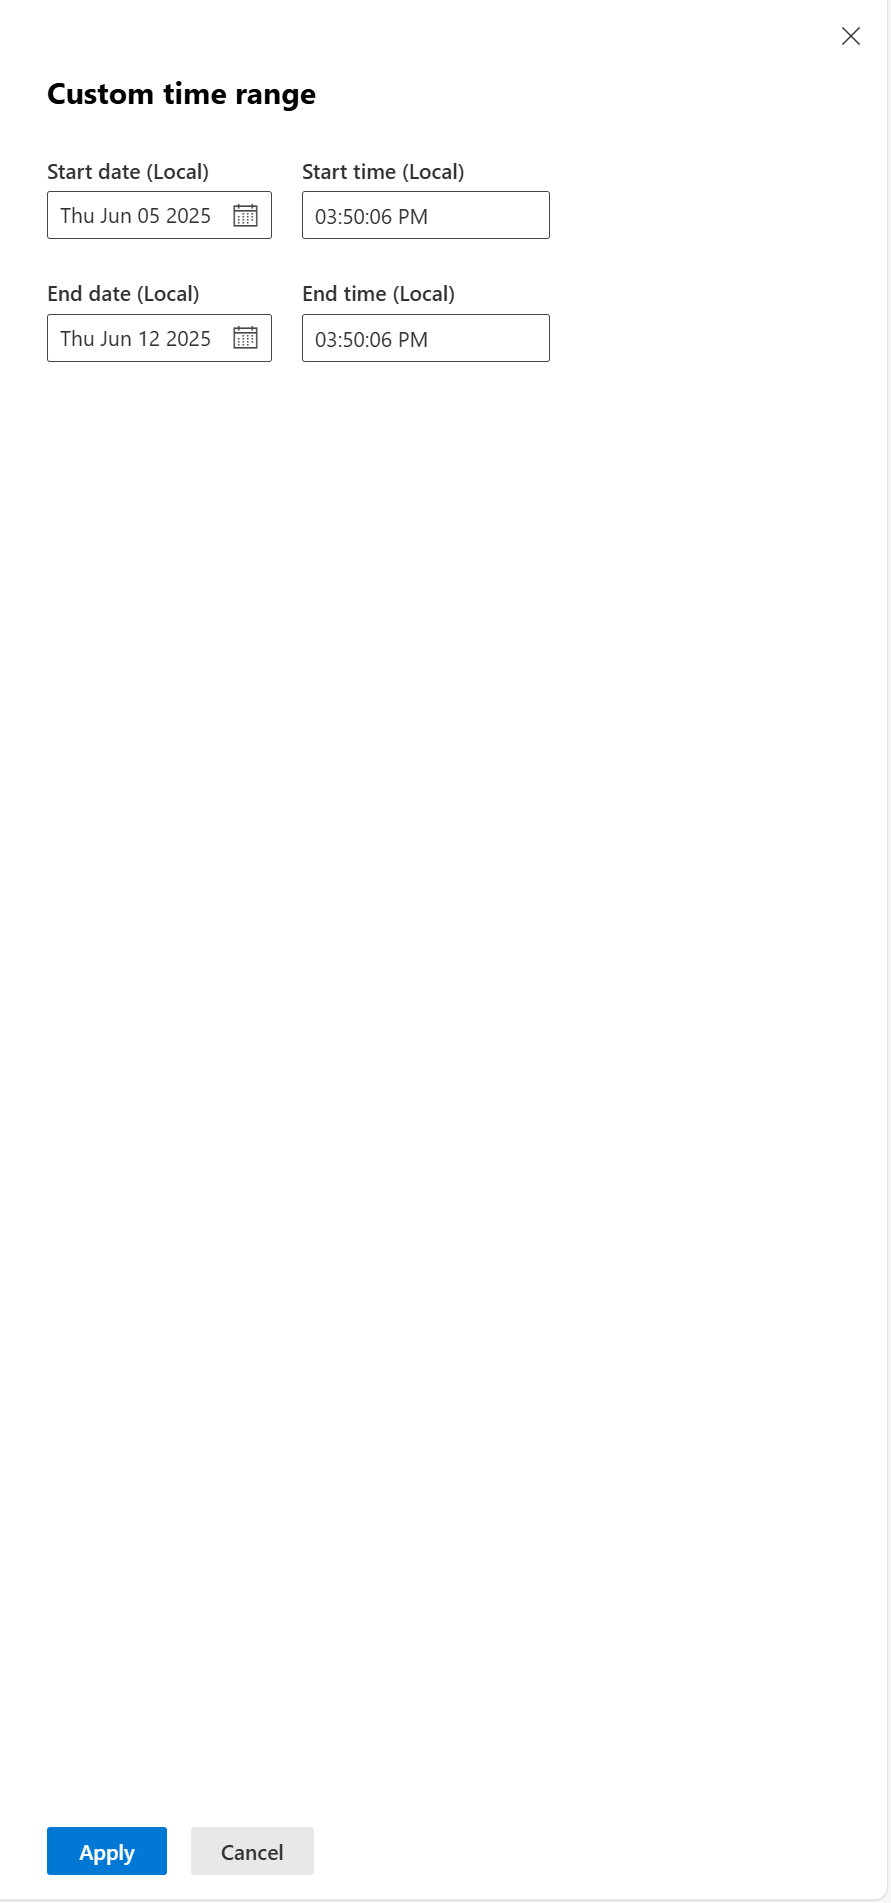 Custom time range
Start date (Local) Start time (Local)
Thu Jun 05 2025 03:50:06 PM
End date (Local) End time (Local)
Thu Jun 12 2025 03:50:06 PM
Apply Cancel